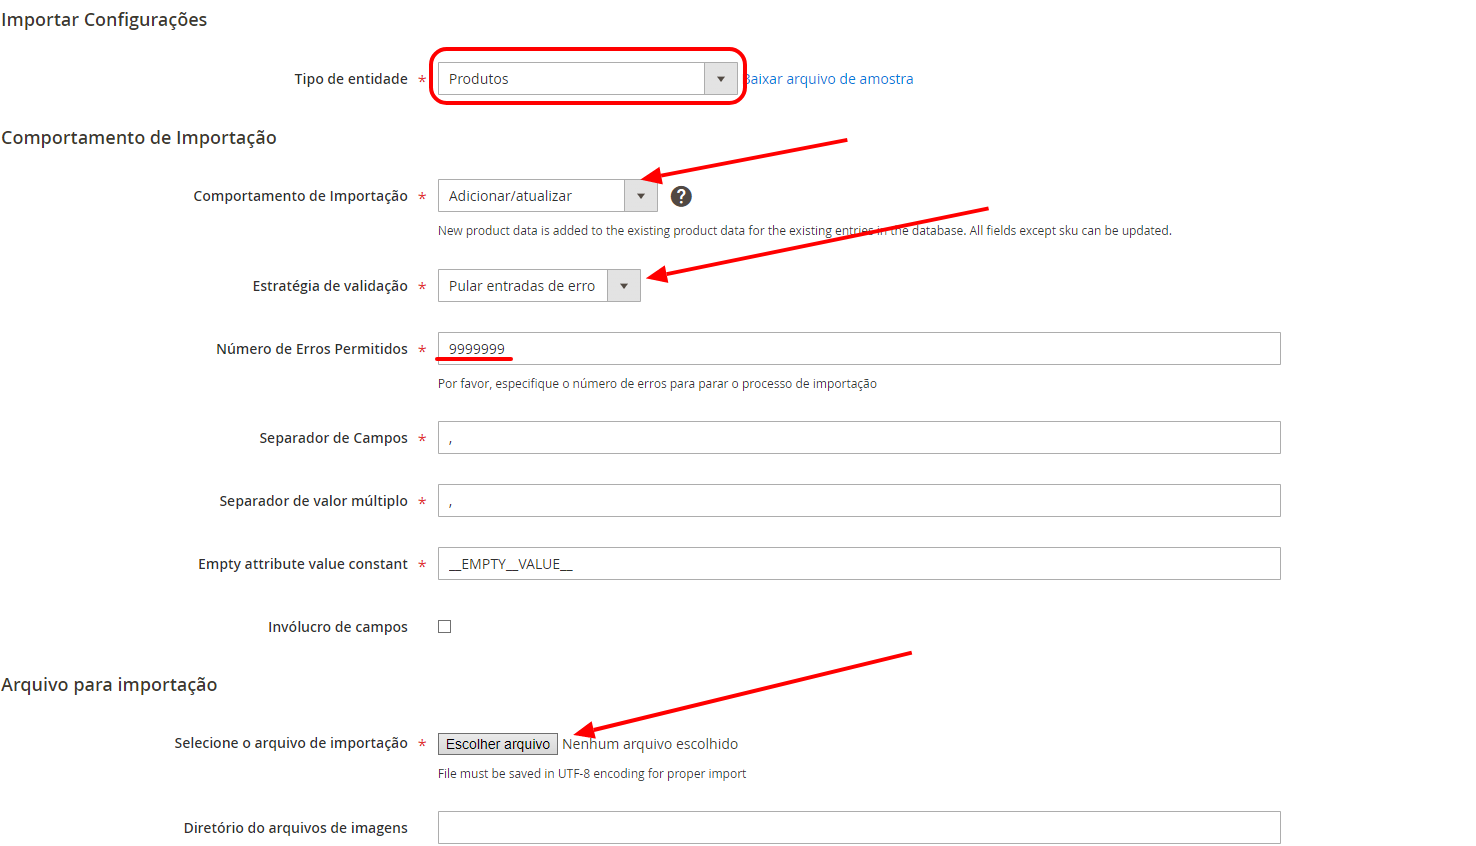 Importar Configurações
Tipo de entidade * Produtos Baixar arquivo de amostra
Comportamento de Importação
Comportamento de Importação * Adicionar/atualizar ?
New product data is added to the existing product data for the existing entries in the database. All fields except sku can be updated.
Estratégia de validação * Pular entradas de erro
Número de Erros Permitidos * 9999999
Por favor, especifique o número de erros para parar o processo de importação
Separador de Campos * ,
Separador de valor múltiplo * ,
Empty attribute value constant * __EMPTY__VALUE__
Invólucro de campos
Arquivo para importação
Selecione o arquivo de importação * Escolher arquivo Nenhum arquivo escolhido
File must be saved in UTF-8 encoding for proper import
Diretório do arquivos de imagens